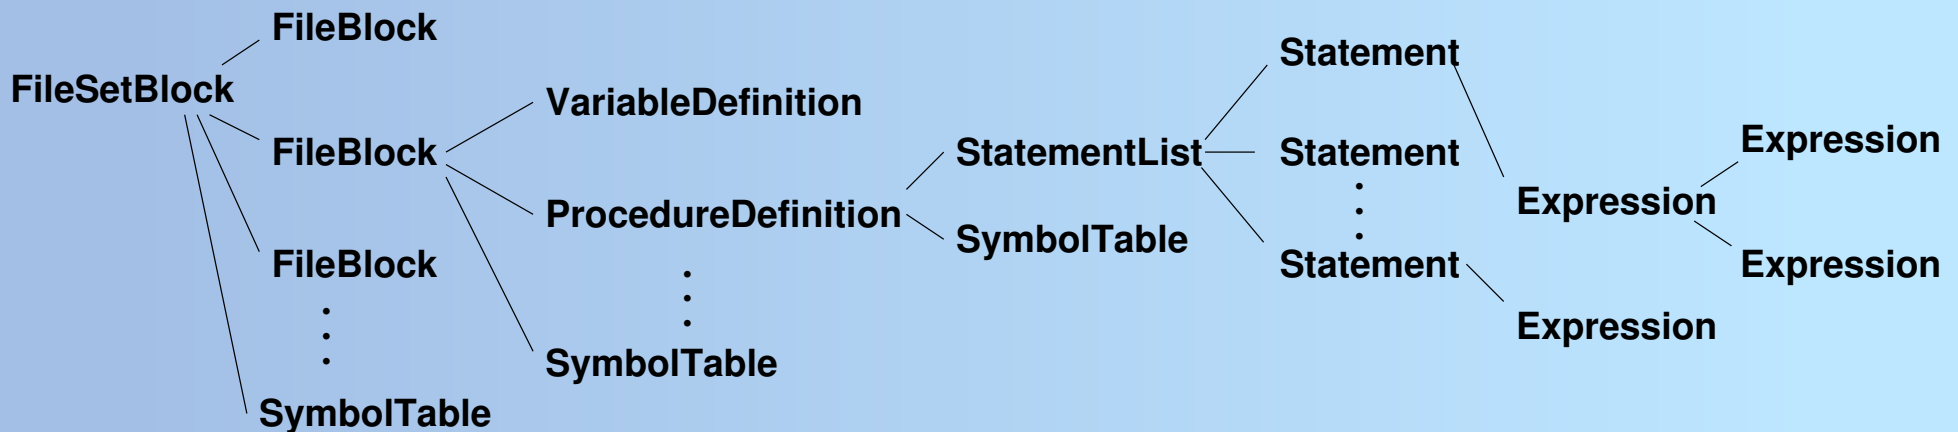 FileSetBlock
FileBlock
FileBlock
FileBlock
SymbolTable
VariableDefinition
ProcedureDefinition
SymbolTable
StatementList
SymbolTable
Statement
Statement
Statement
Expression
Expression
Expression
Expression